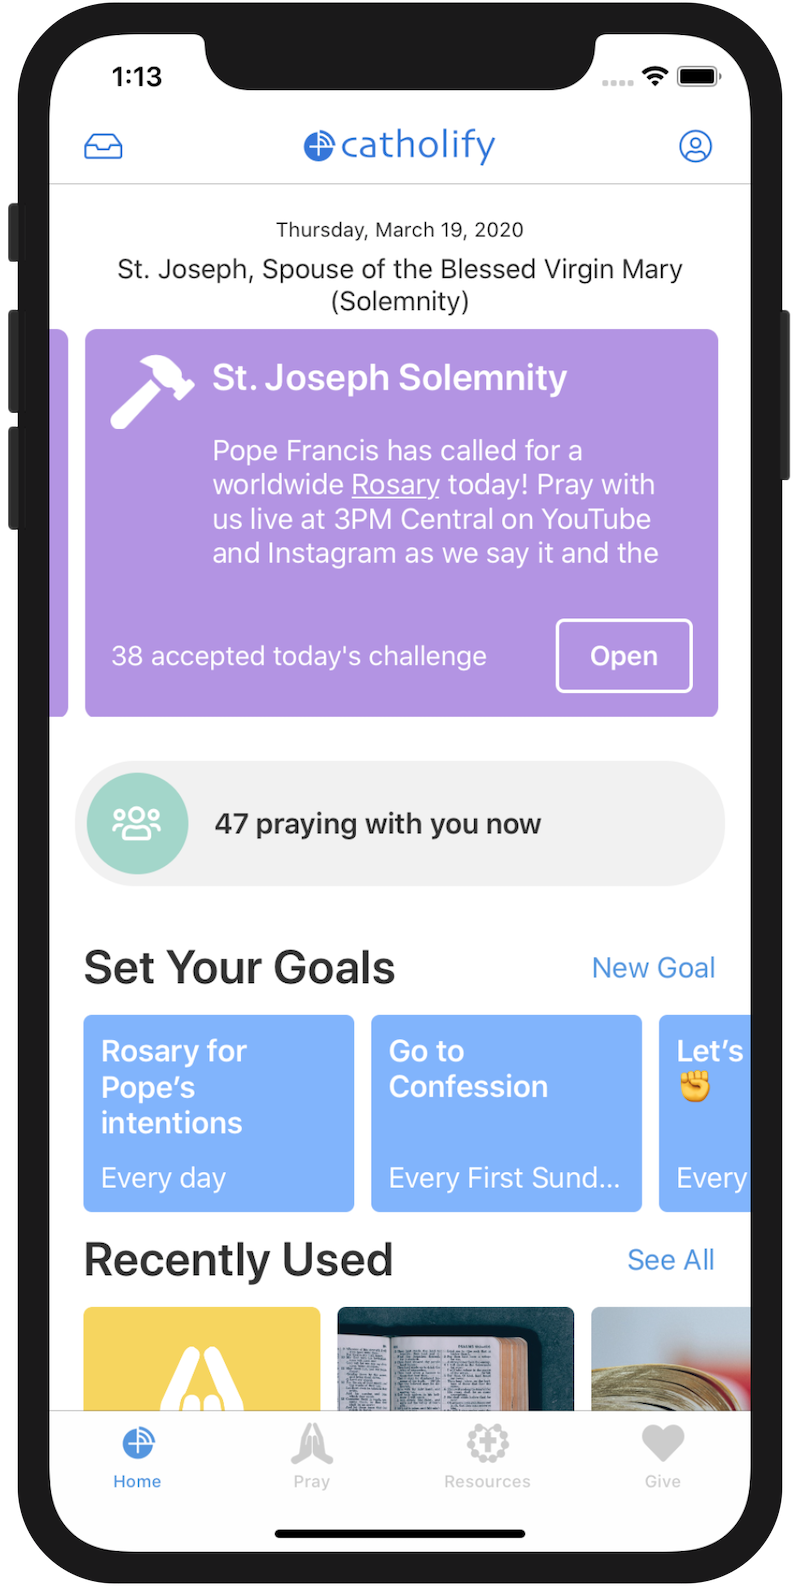 1:13
catholify
Thursday, March 19, 2020
St. Joseph, Spouse of the Blessed Virgin Mary
(Solemnity)
St. Joseph Solemnity
Pope Francis has called for a
worldwide Rosary today! Pray with
us live at 3PM Central on YouTube
and Instagram as we say it and the
38 accepted today's challenge
Open
47 praying with you now
Set Your Goals
New Goal
Rosary for
Pope’s
intentions
Every day
Go to
Confession
Every First Sund...
Let’s
✊
Every
Recently Used
See All
Home
Pray
Resources
Give